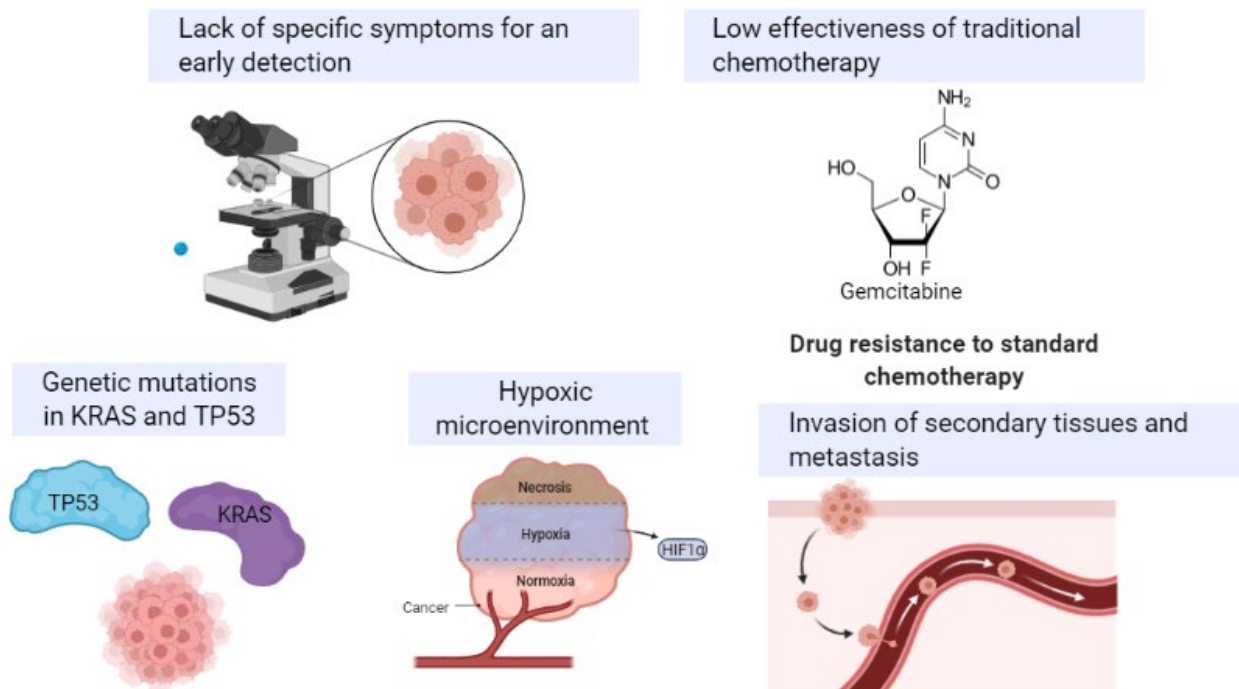 Lack of specific symptoms for an
early detection
Low effectiveness of traditional
chemotherapy
NH₂
N
N
O
HO
O
F
F
OH
Gemcitabine
Drug resistance to standard
chemotherapy
Genetic mutations
in KRAS and TP53
TP53
KRAS
Hypoxic
microenvironment
Necrosis
Hypoxia
HIF1α
Normoxia
Cancer
Invasion of secondary tissues and
metastasis